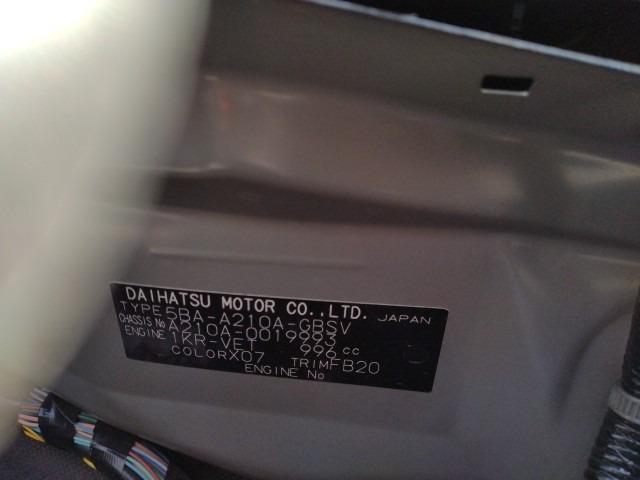 DAIHATSU MOTOR CO.,LTD. JAPAN
TYPE 5BA-A210A-GBSV
CHASSIS No A210A-0019993
ENGINE 1KR-VET 996 cc
COLOR X07 TRIM FB20
ENGINE No